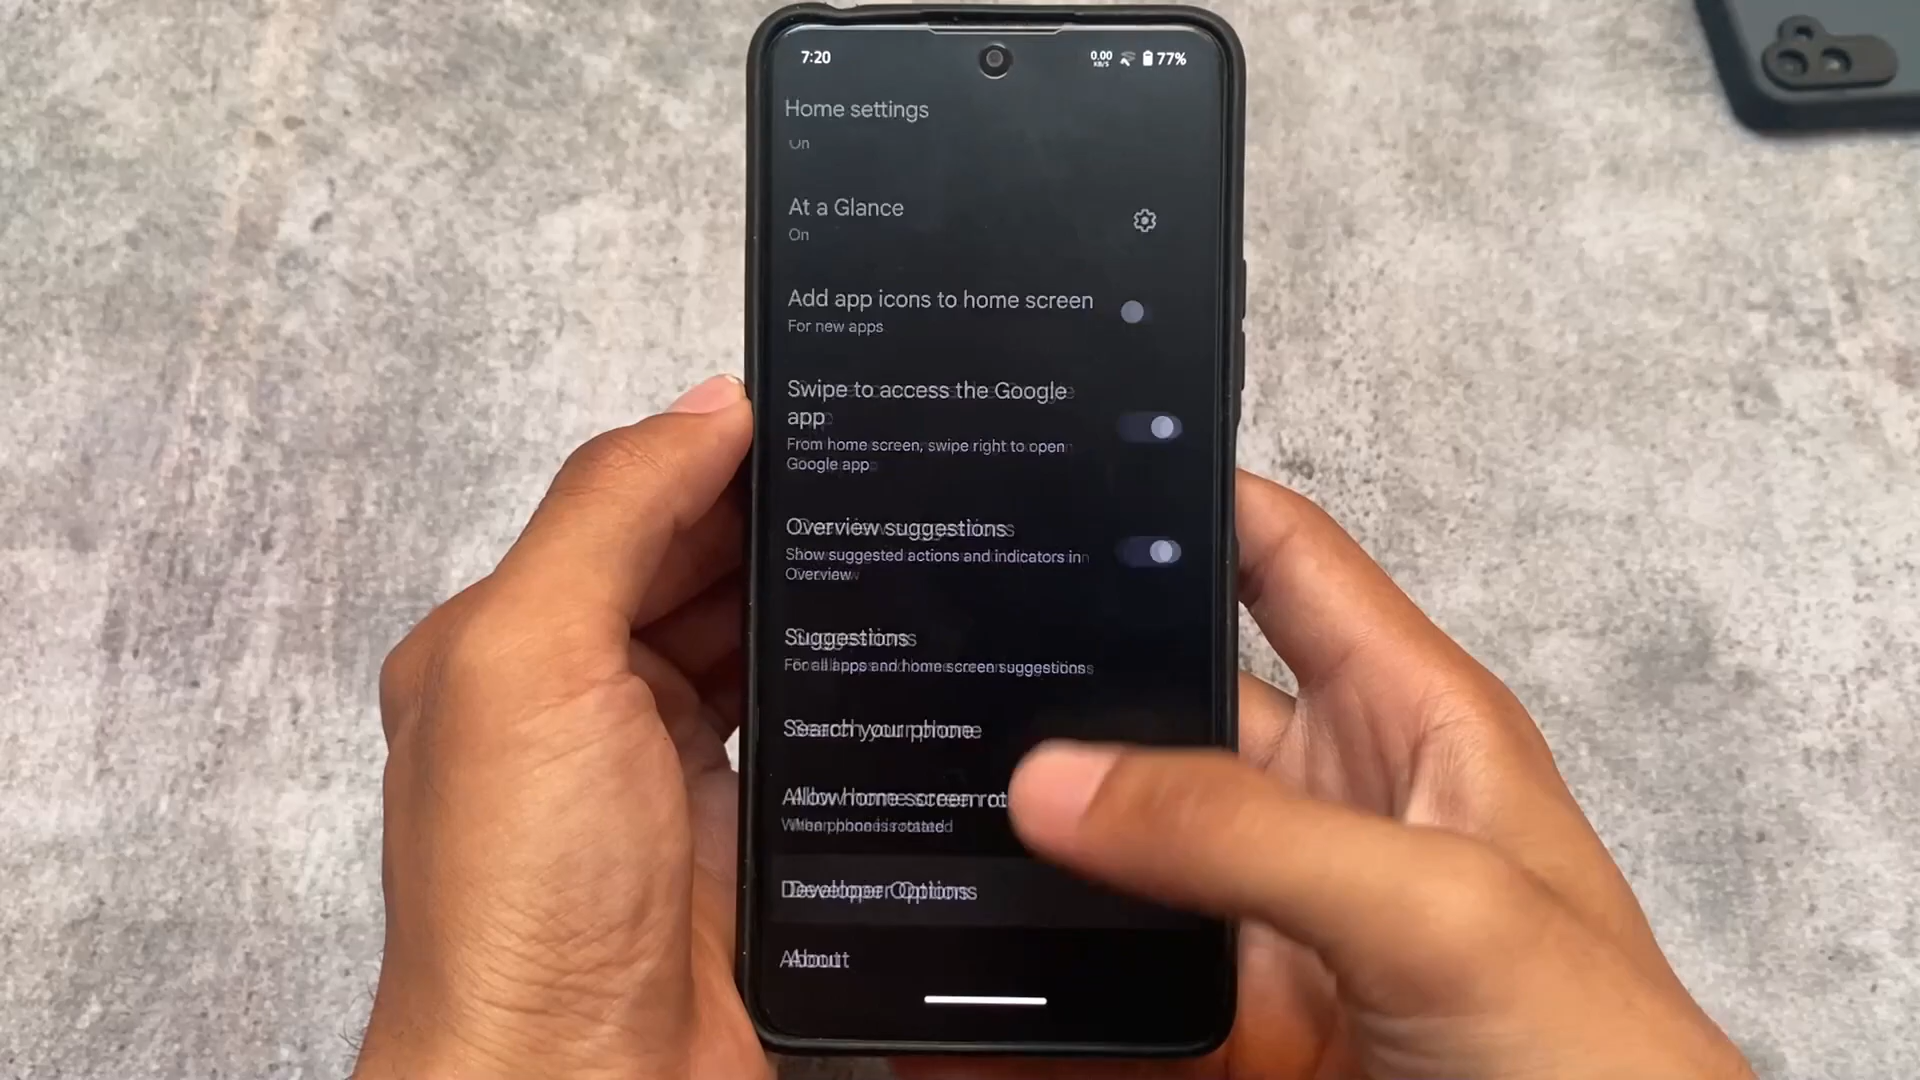 7:20
0.00
KB/S
77%
Home settings
On
At a Glance
On
Add app icons to home screen
For new apps
Swipe to access the Google
app
From home screen, swipe right to open
Google app
Overview suggestions
Show suggested actions and indicators in
Overview
Suggestions
For all apps and home screen suggestions
Search your phone
Allow home screen
When phone is rotated
Developer Options
About